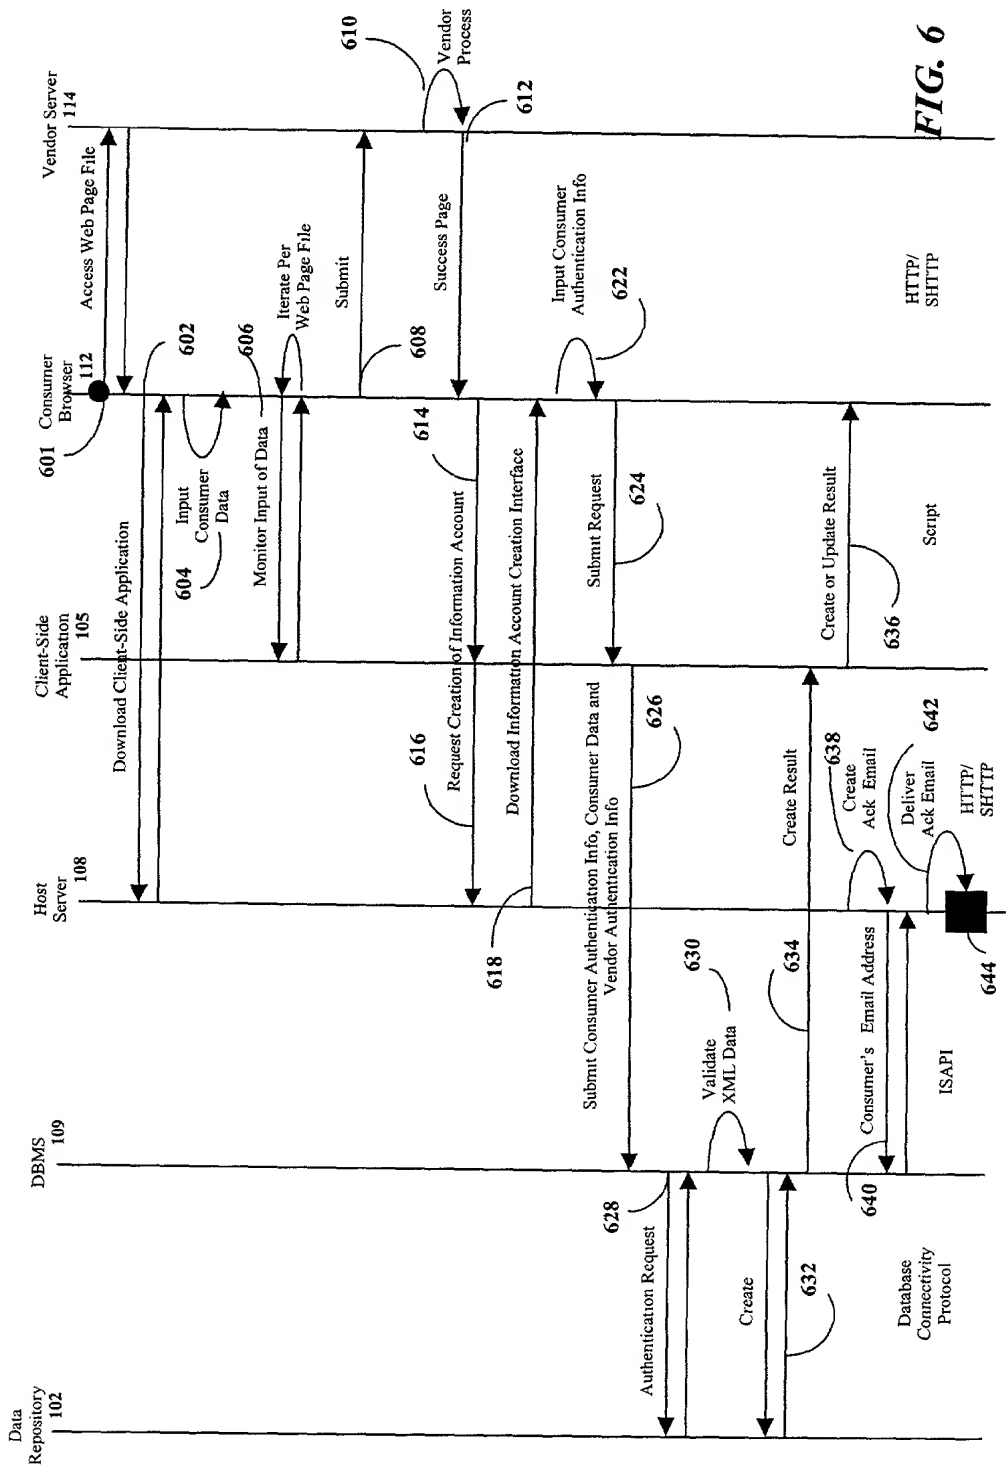 Data
Repository
102
DBMS
109
Host
Server
108
Client-Side
Application
105
Consumer
Browser
112
Vendor Server
114
601
Access Web Page File
602
Download Client-Side Application
Input
Consumer
Data
604
606
Monitor Input of Data
Iterate Per
Web Page File
Submit
608
610
Vendor
Process
612
Success Page
614
Request Creation of Information Account
616
Download Information Account Creation Interface
618
Input Consumer
Authentication Info
622
Submit Request
624
Submit Consumer Authentication Info, Consumer Data and
Vendor Authentication Info
626
628
Authentication Request
630
Validate
XML Data
Create
632
634
Create Result
Create or Update Result
636
638
Create
Ack Email
Consumer's Email Address
640
642
Deliver
Ack Email
644
Database
Connectivity
Protocol
ISAPI
HTTP/
SHTTP
Script
HTTP/
SHTTP
FIG. 6